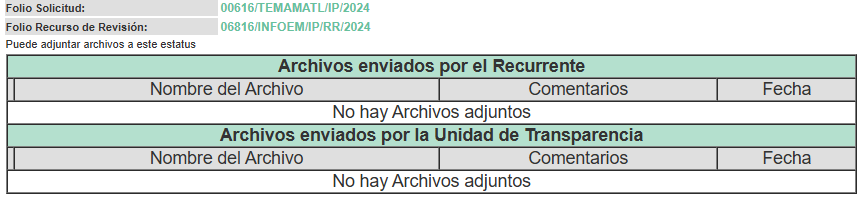 Folio Solicitud: 00616/TEMAMATL/IP/2024
Folio Recurso de Revisión: 06816/INFOEM/IP/RR/2024
Puede adjuntar archivos a este estatus
Archivos enviados por el Recurrente
Nombre del Archivo Comentarios Fecha
No hay Archivos adjuntos
Archivos enviados por la Unidad de Transparencia
Nombre del Archivo Comentarios Fecha
No hay Archivos adjuntos